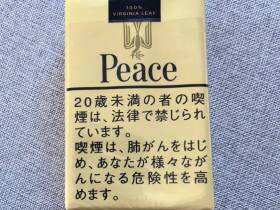 100%
VIRGINIA LEAF
Peace
20歳未満の者の喫
煙は、法律で禁じられ
ています。
喫煙は、肺がんをはじ
め、あなたが様々なが
んになる危険性を高
めます。